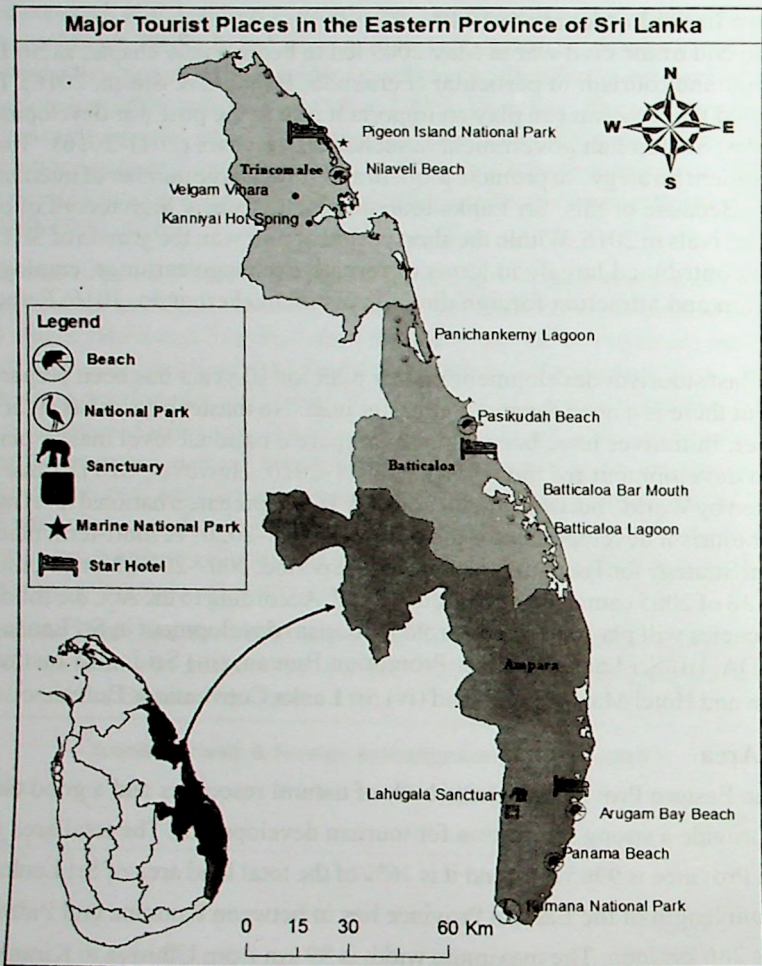 Major Tourist Places in the Eastern Province of Sri Lanka
N
W E
S
Pigeon Island National Park
Trincomalee
Nilaveli Beach
Velgam Vihara
Kanniyai Hot Spring
Legend
Beach
National Park
Sanctuary
Marine National Park
Star Hotel
Panichankerny Lagoon
Pasikudah Beach
Batticaloa
Batticaloa Bar Mouth
Batticaloa Lagoon
Ampara
Lahugala Sanctuary
Arugam Bay Beach
Panama Beach
Kumana National Park
0 15 30 60 Km